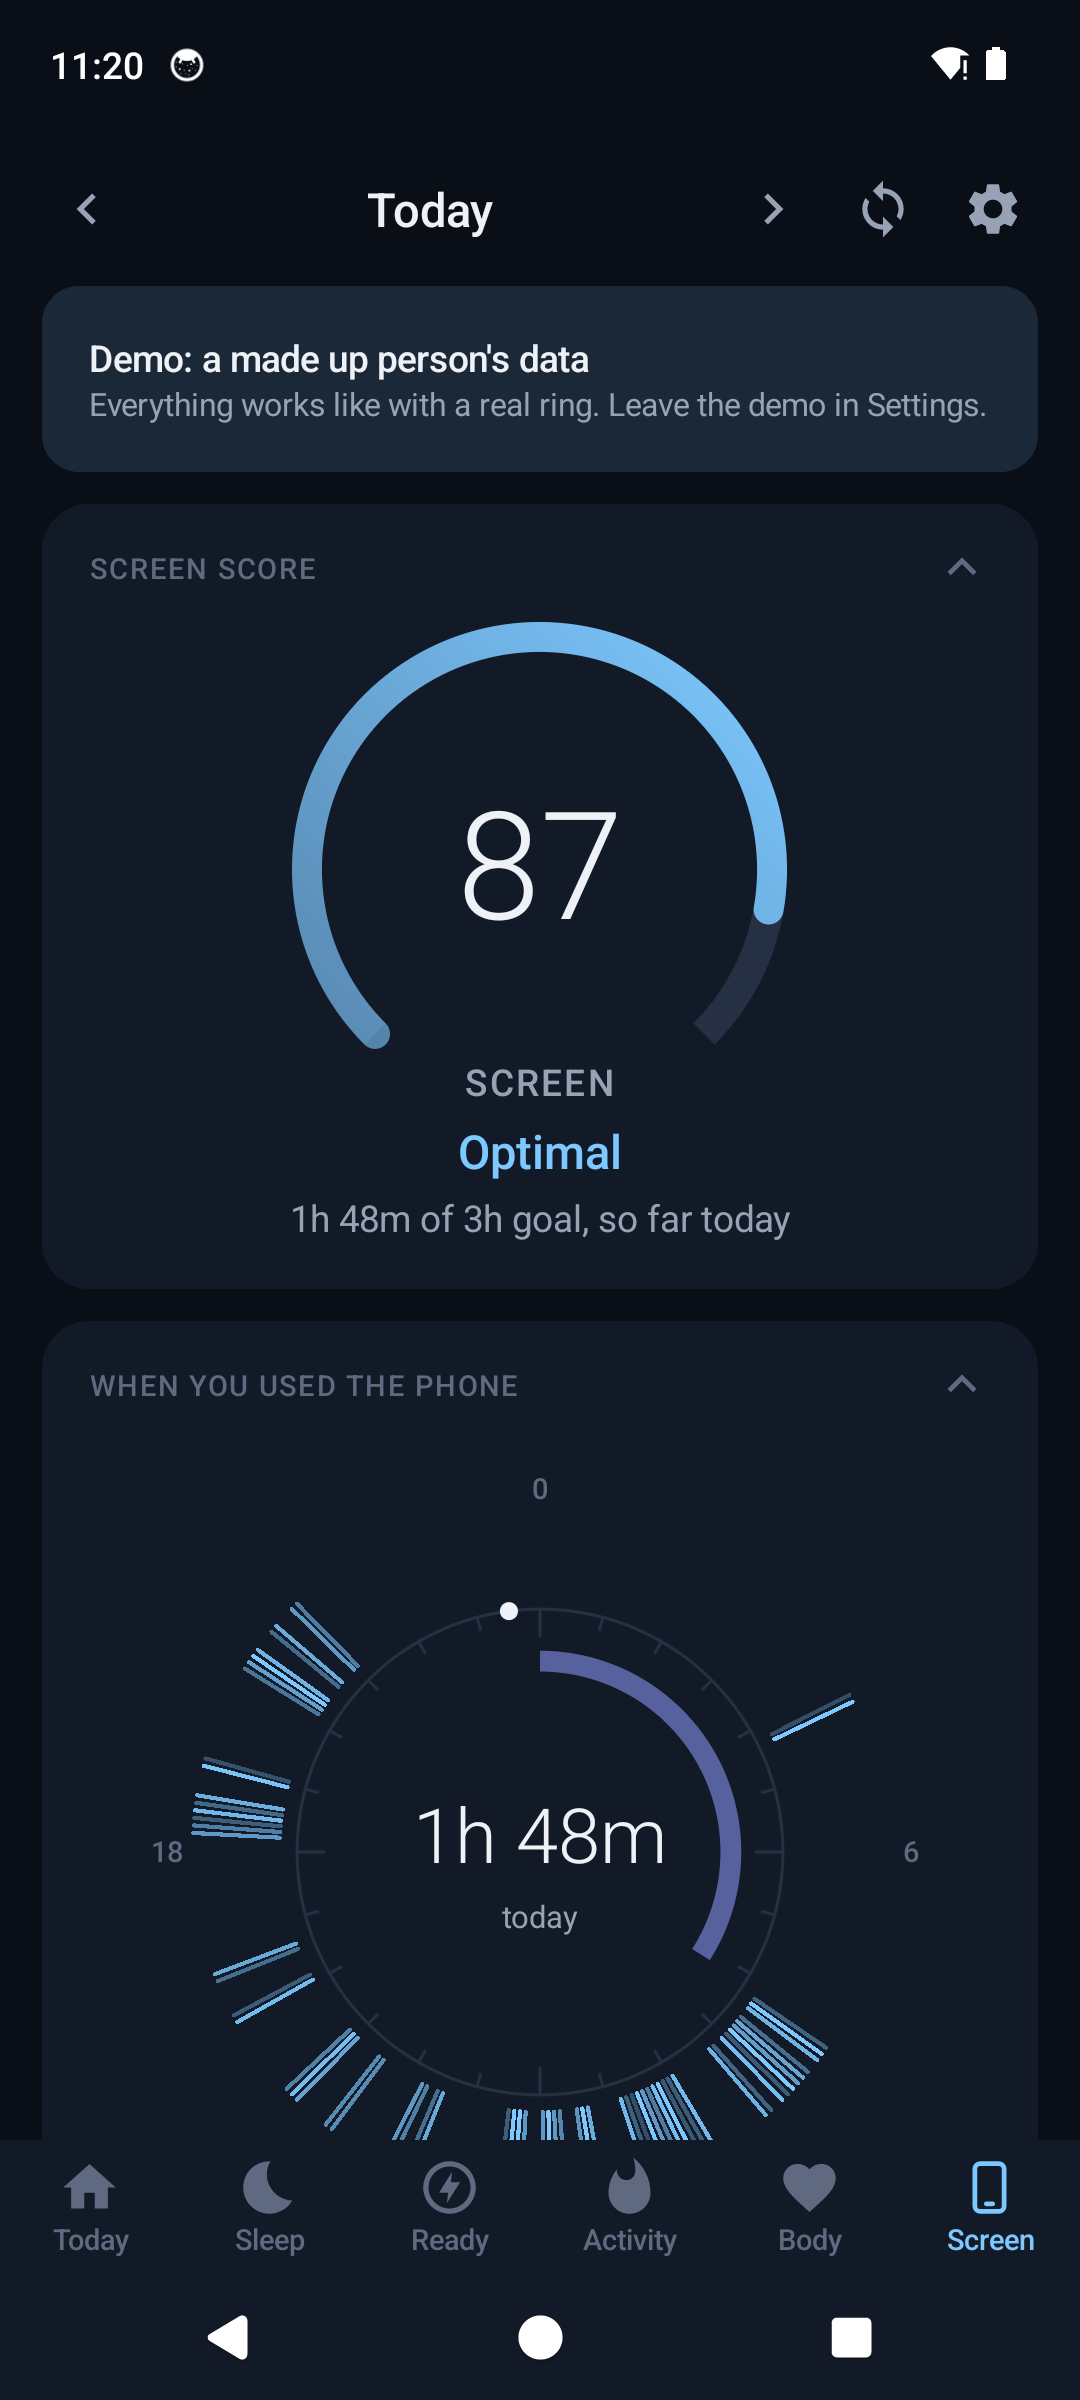 11:20
Today
Demo: a made up person's data
Everything works like with a real ring. Leave the demo in Settings.
SCREEN SCORE
87
SCREEN
Optimal
1h 48m of 3h goal, so far today
WHEN YOU USED THE PHONE
0
18
1h 48m
6
today
Today
Sleep
Ready
Activity
Body
Screen